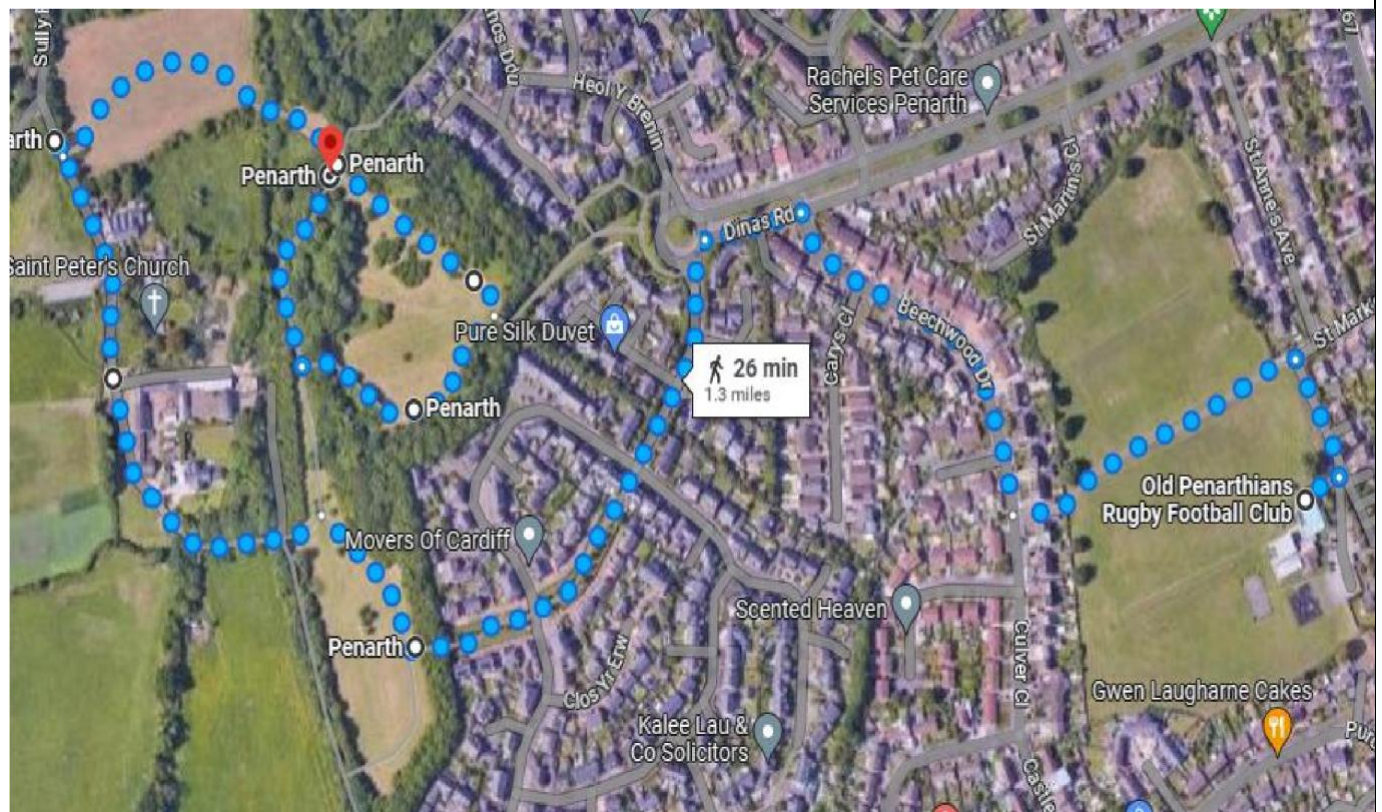 Sully
Heol Y Brenin
Rachel's Pet Care
Services Penarth
67
arth
Penarth
Penarth
St Martin's Cl
St Anne's Ave
Dinas Rd
Saint Peter's Church
Pure Silk Duvet
Beechwood Dr
Carys Cl
St Mark
26 min
1.3 miles
Penarth
Old Penarthians
Rugby Football Club
Movers Of Cardiff
Scented Heaven
Penarth
Clos Yr Erw
Culver Cl
Gwen Laugharne Cakes
Kalee Lau &
Co Solicitors
Castle